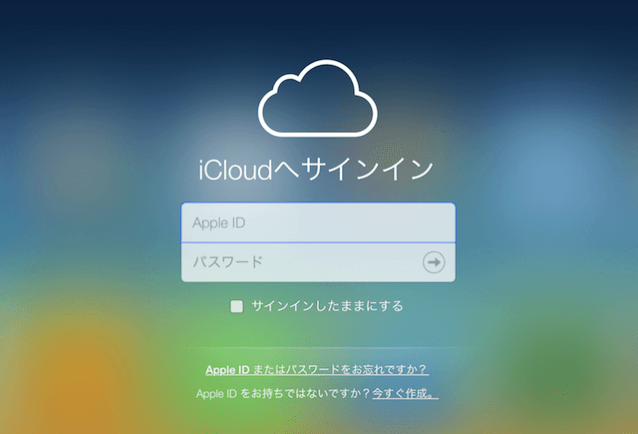 iCloudへサインイン
Apple ID
パスワード
サインインしたままにする
Apple ID またはパスワードをお忘れですか？
Apple ID をお持ちではないですか？今すぐ作成。